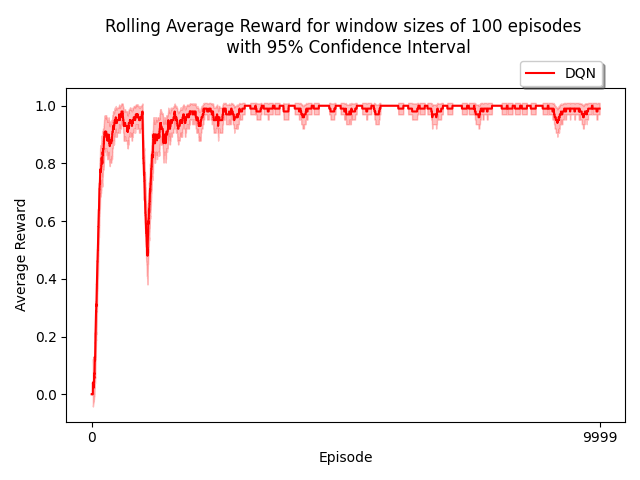 Rolling Average Reward for window sizes of 100 episodes
with 95% Confidence Interval
DQN
1.0
0.8
0.6
0.4
0.2
0.0
Average Reward
0
9999
Episode